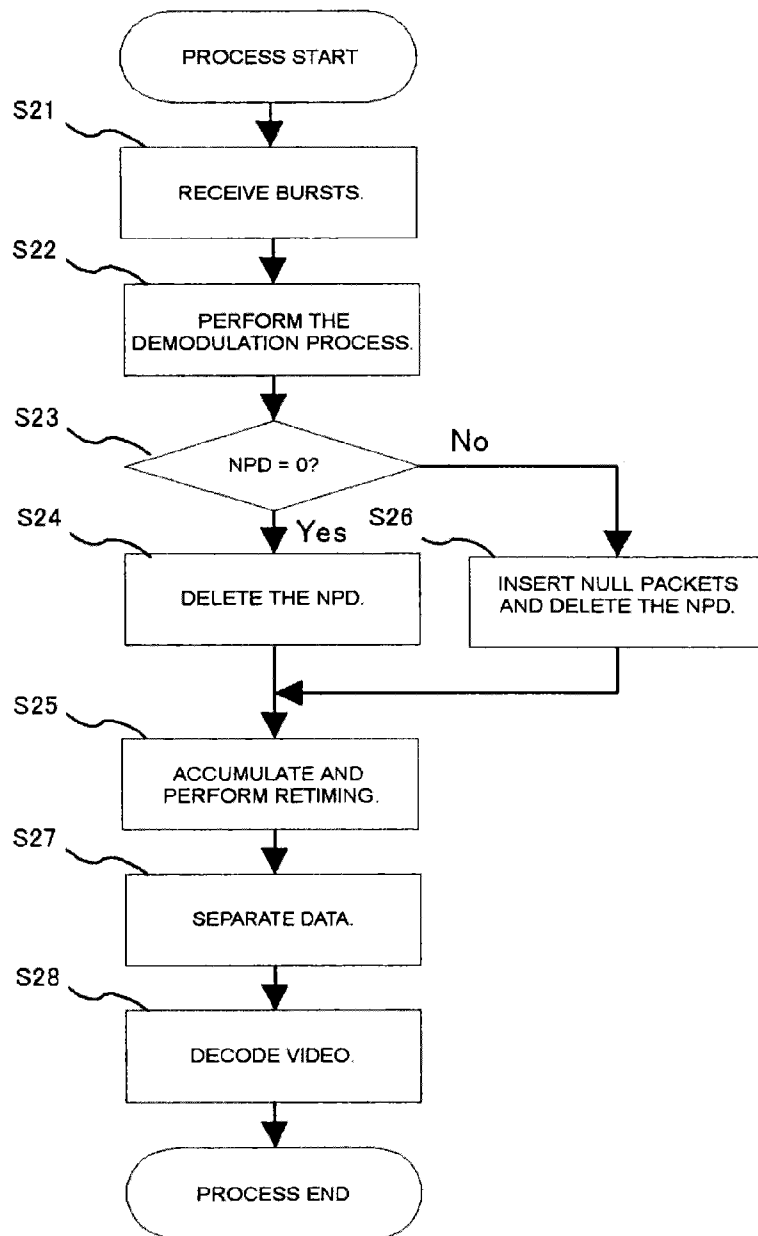 PROCESS START
S21
RECEIVE BURSTS.
S22
PERFORM THE
DEMODULATION PROCESS.
S23
NPD = 0?
No
Yes
S24
DELETE THE NPD.
S26
INSERT NULL PACKETS
AND DELETE THE NPD.
S25
ACCUMULATE AND
PERFORM RETIMING.
S27
SEPARATE DATA.
S28
DECODE VIDEO.
PROCESS END